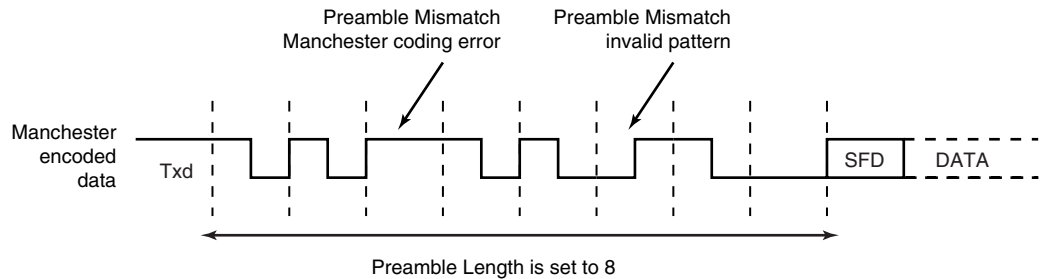 Preamble Mismatch
Manchester coding error
Preamble Mismatch
invalid pattern
Manchester
encoded
data
Txd
SFD
DATA
Preamble Length is set to 8